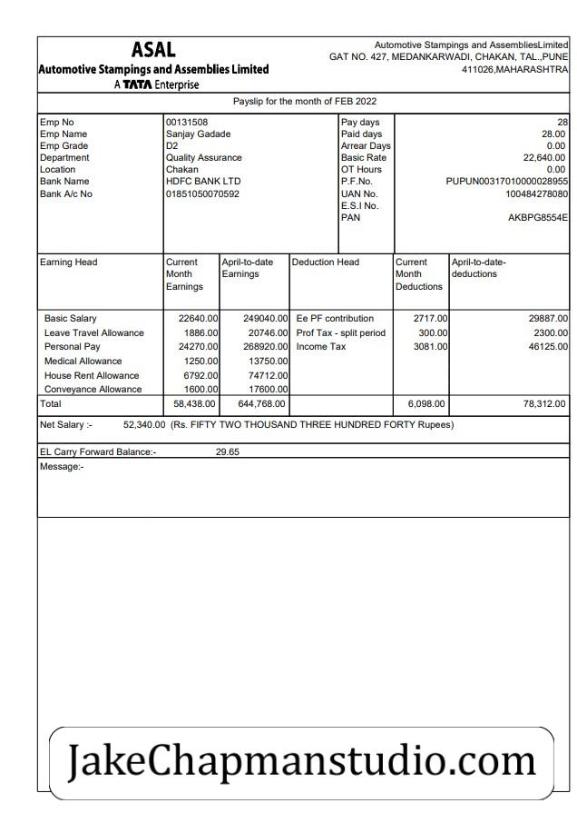 ASAL
Automotive Stampings and Assemblies Limited
A TATA Enterprise
Automotive Stampings and AssembliesLimited
GAT NO. 427, MEDANKARWADI, CHAKAN, TAL.,PUNE
411026,MAHARASHTRA
Payslip for the month of FEB 2022
Emp No 00131508 Pay days 28
Emp Name Sanjay Gadade Paid days 28.00
Emp Grade D2 Arrear Days 0.00
Department Quality Assurance Basic Rate 22,640.00
Location Chakan OT Hours 0.00
Bank Name HDFC BANK LTD P.F.No. PUPUN00317010000028955
Bank A/c No 01851050070592 UAN No. 100484278080
E.S.I No.
PAN AKBPG8554E
Earning Head Current April-to-date Deduction Head Current April-to-date-
Month Earnings Month deductions
Earnings Deductions
Basic Salary 22640.00 249040.00 Ee PF contribution 2717.00 29887.00
Leave Travel Allowance 1886.00 20746.00 Prof Tax - split period 300.00 2300.00
Personal Pay 24270.00 268920.00 Income Tax 3081.00 46125.00
Medical Allowance 1250.00 13750.00
House Rent Allowance 6792.00 74712.00
Conveyance Allowance 1600.00 17600.00
Total 58,438.00 644,768.00 6,098.00 78,312.00
Net Salary :- 52,340.00 (Rs. FIFTY TWO THOUSAND THREE HUNDRED FORTY Rupees)
EL Carry Forward Balance:- 29.65
Message:-
JakeChapmanstudio.com